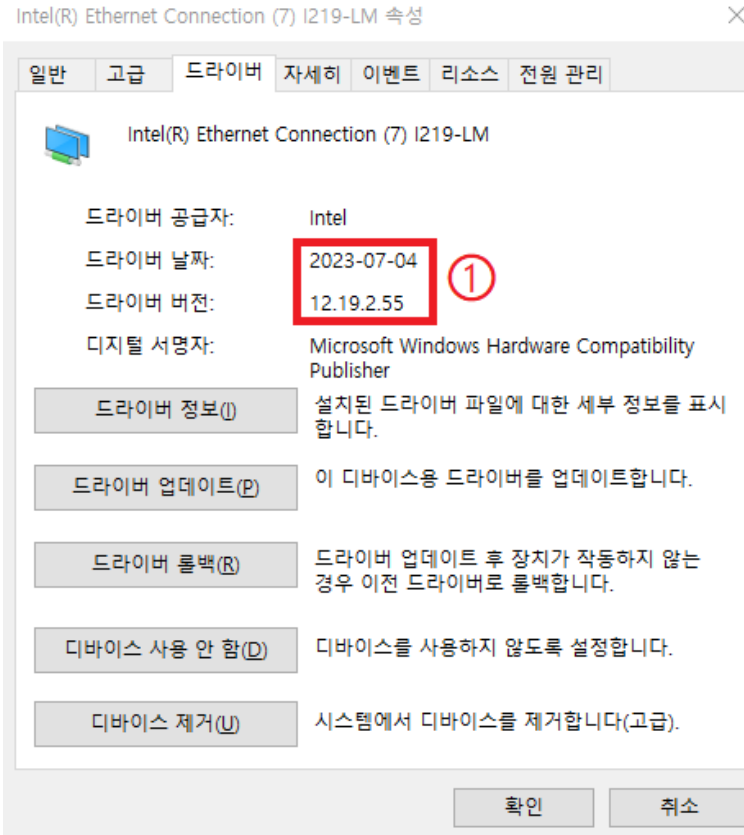 Intel(R) Ethernet Connection (7) I219-LM 속성
일반 고급 드라이버 자세히 이벤트 리소스 전원 관리
Intel(R) Ethernet Connection (7) I219-LM
드라이버 공급자: Intel
드라이버 날짜: 2023-07-04
①
드라이버 버전: 12.19.2.55
디지털 서명자: Microsoft Windows Hardware Compatibility
Publisher
드라이버 정보(I) 설치된 드라이버 파일에 대한 세부 정보를 표시
합니다.
드라이버 업데이트(P) 이 디바이스용 드라이버를 업데이트합니다.
드라이버 롤백(R) 드라이버 업데이트 후 장치가 작동하지 않는
경우 이전 드라이버로 롤백합니다.
디바이스 사용 안 함(D) 디바이스를 사용하지 않도록 설정합니다.
디바이스 제거(U) 시스템에서 디바이스를 제거합니다(고급).
확인 취소